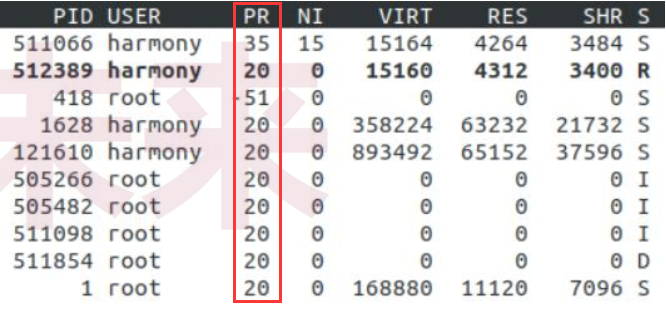 PID USER PR NI VIRT RES SHR S
511066 harmony 35 15 15164 4264 3484 S
512389 harmony 20 0 15160 4312 3400 R
418 root -51 0 0 0 0 S
1628 harmony 20 0 358224 63232 21732 S
121610 harmony 20 0 893492 65152 37596 S
505266 root 20 0 0 0 0 I
505482 root 20 0 0 0 0 I
511098 root 20 0 0 0 0 I
511854 root 20 0 0 0 0 D
1 root 20 0 168880 11120 7096 S
未来